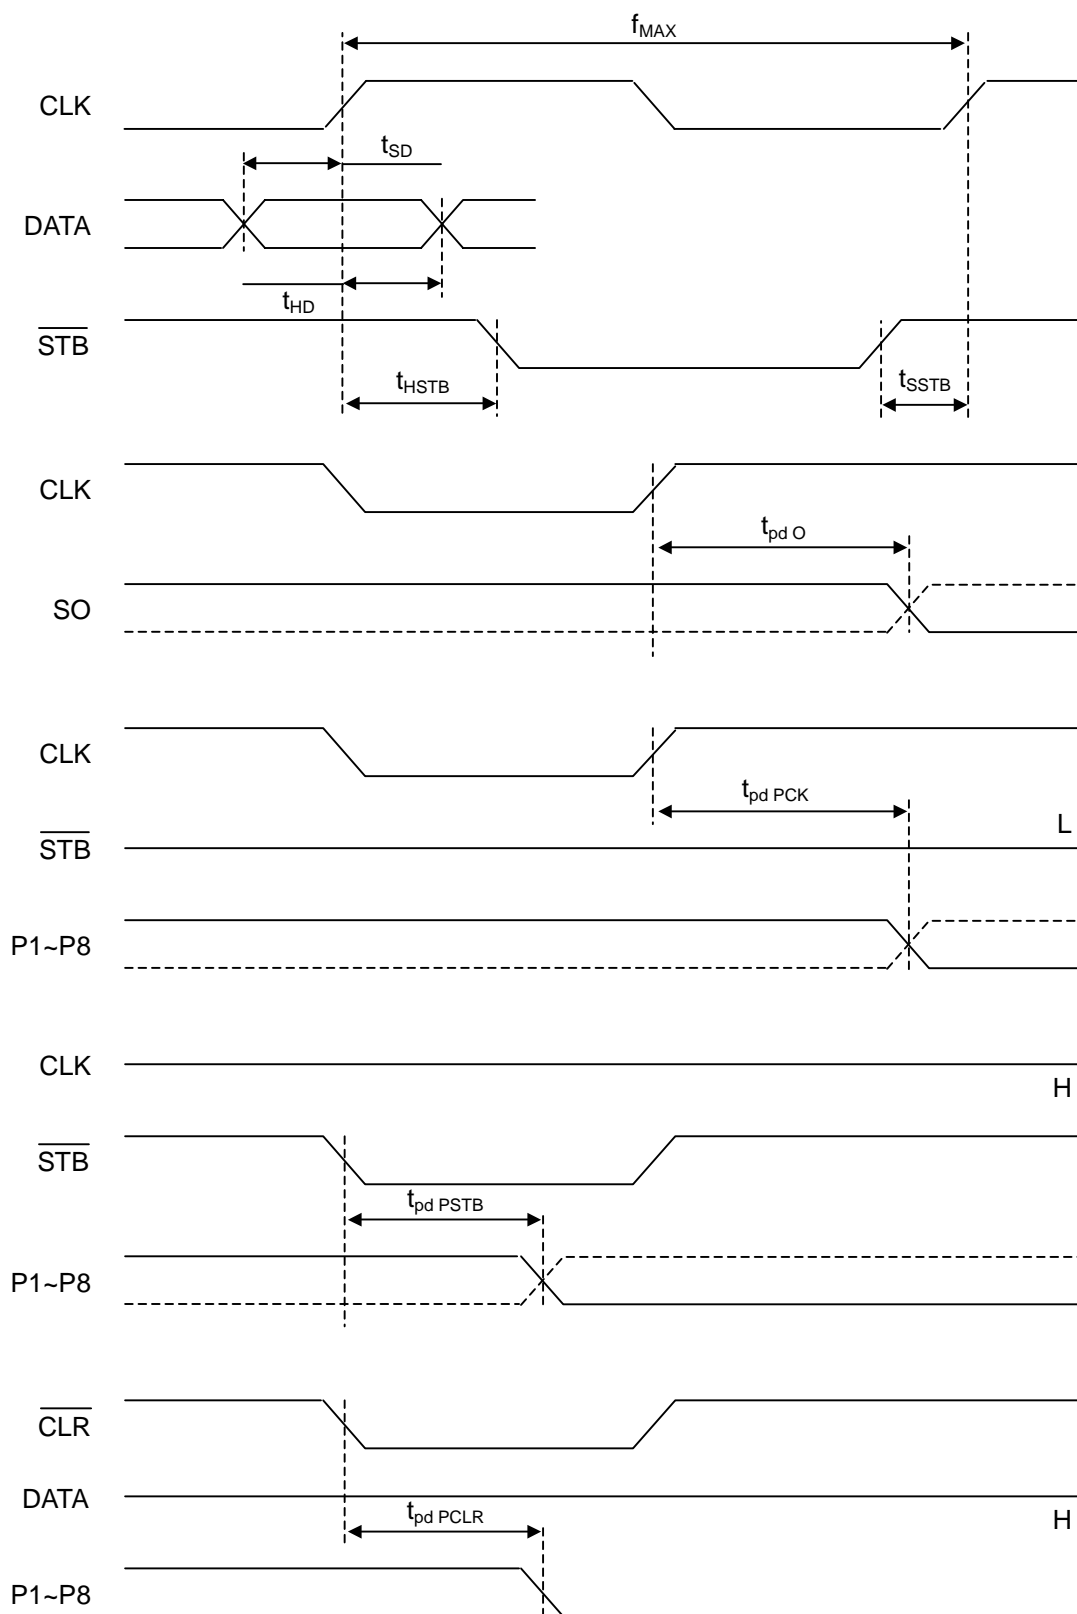 fMAX
CLK
tSD
DATA
tHD
STB
tHSTB
tSSTB
CLK
tpd O
SO
CLK
tpd PCK
L
STB
P1~P8
CLK
H
STB
tpd PSTB
P1~P8
CLR
DATA
H
tpd PCLR
P1~P8